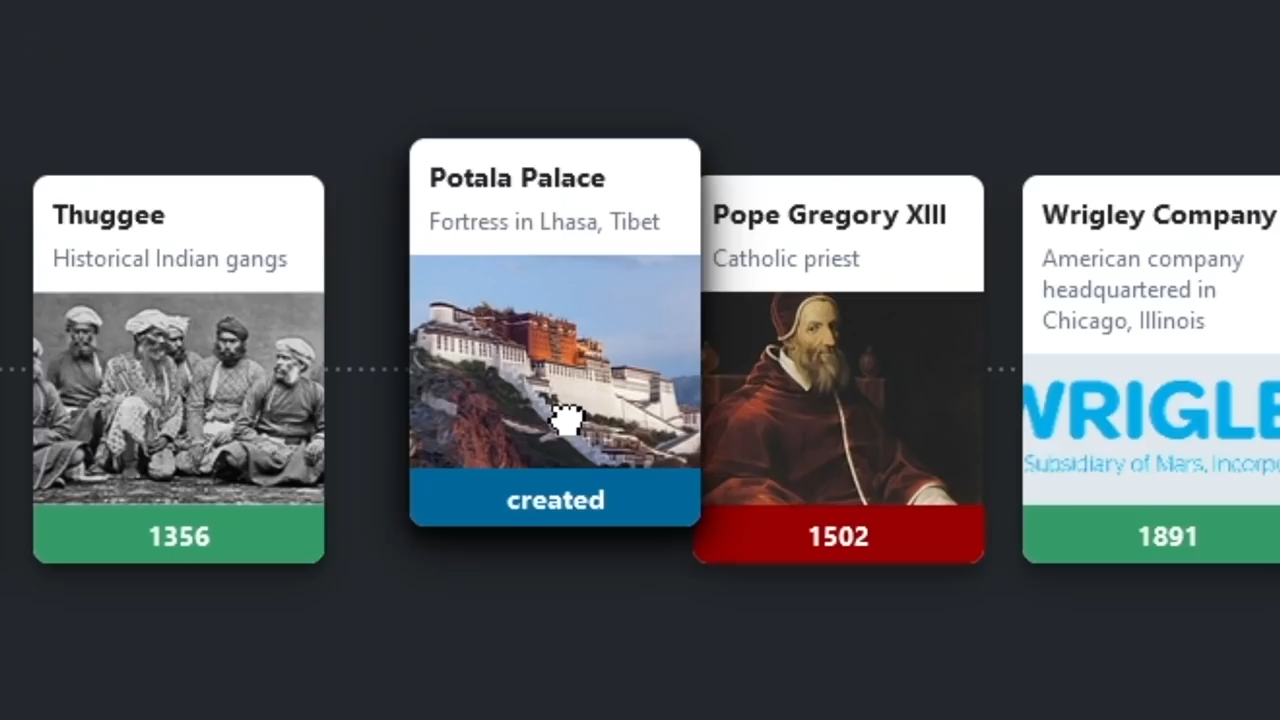 Thuggee
Historical Indian gangs
1356
Potala Palace
Fortress in Lhasa, Tibet
created
Pope Gregory XIII
Catholic priest
1502
Wrigley Company
American company
headquartered in
Chicago, Illinois
WRIGLE
Subsidiary of Mars, Incorp
1891